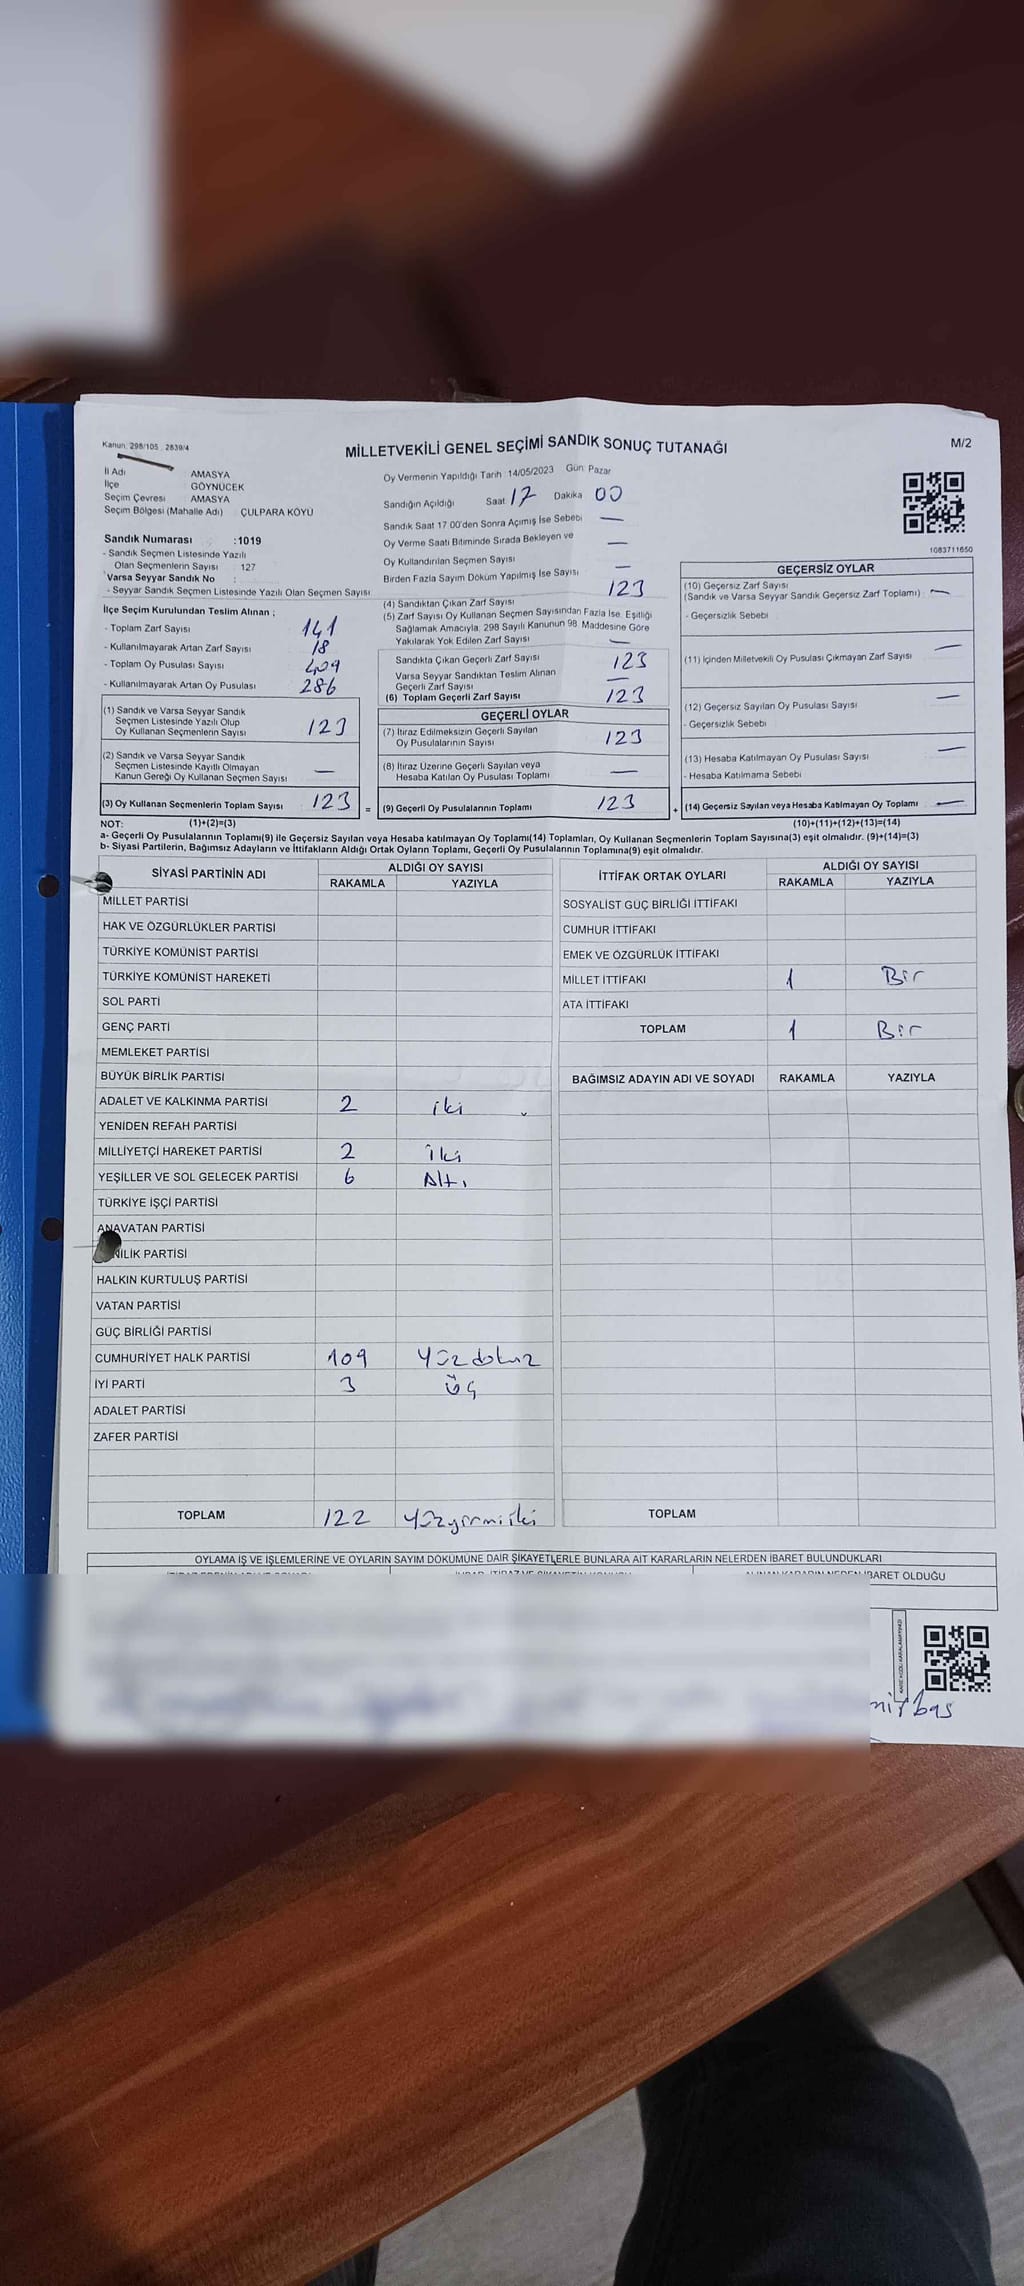 Kanun: 298/105 2839/4
MİLLETVEKİLİ GENEL SEÇİMİ SANDIK SONUÇ TUTANAĞI
M/2
İl Adı AMASYA
İlçe GÖYNÜCEK
Seçim Çevresi AMASYA
Seçim Bölgesi (Mahalle Adı) ÇULPARA KÖYÜ
Sandık Numarası :1019
- Sandık Seçmen Listesinde Yazılı
Olan Seçmenlerin Sayısı 127
Varsa Seyyar Sandık No :
- Seyyar Sandık Seçmen Listesinde Yazılı Olan Seçmen Sayısı
İlçe Seçim Kurulundan Teslim Alınan ;
- Toplam Zarf Sayısı 141
- Kullanılmayarak Artan Zarf Sayısı 18
- Toplam Oy Pusulası Sayısı 409
- Kullanılmayarak Artan Oy Pusulası 286
(1) Sandık ve Varsa Seyyar Sandık
Seçmen Listesinde Yazılı Olup
Oy Kullanan Seçmenlerin Sayısı 123
(2) Sandık ve Varsa Seyyar Sandık
Seçmen Listesinde Kayıtlı Olmayan
Kanun Gereği Oy Kullanan Seçmen Sayısı —
(3) Oy Kullanan Seçmenlerin Toplam Sayısı 123 =
Oy Vermenin Yapıldığı Tarih 14/05/2023 Gün: Pazar
Sandığın Açıldığı Saat 17 Dakika 00
Sandık Saat 17:00'den Sonra Açılmış İse Sebebi —
Oy Verme Saati Bitiminde Sırada Bekleyen ve
Oy Kullandırılan Seçmen Sayısı —
Birden Fazla Sayım Döküm Yapılmış İse Sayısı —
(4) Sandıktan Çıkan Zarf Sayısı 123
(5) Zarf Sayısı Oy Kullanan Seçmen Sayısından Fazla İse, Eşitliği
Sağlamak Amacıyla, 298 Sayılı Kanunun 98. Maddesine Göre
Yakılarak Yok Edilen Zarf Sayısı —
Sandıkta Çıkan Geçerli Zarf Sayısı 123
Varsa Seyyar Sandıktan Teslim Alınan
Geçerli Zarf Sayısı —
(6) Toplam Geçerli Zarf Sayısı 123
GEÇERLİ OYLAR
(7) İtiraz Edilmeksizin Geçerli Sayılan
Oy Pusulalarının Sayısı 123
(8) İtiraz Üzerine Geçerli Sayılan veya
Hesaba Katılan Oy Pusulası Toplamı —
(9) Geçerli Oy Pusulalarının Toplamı 123 +
1083711650
GEÇERSİZ OYLAR
(10) Geçersiz Zarf Sayısı
(Sandık ve Varsa Seyyar Sandık Geçersiz Zarf Toplamı) —
- Geçersizlik Sebebi
(11) İçinden Milletvekili Oy Pusulası Çıkmayan Zarf Sayısı —
(12) Geçersiz Sayılan Oy Pusulası Sayısı —
- Geçersizlik Sebebi
(13) Hesaba Katılmayan Oy Pusulası Sayısı —
- Hesaba Katılmama Sebebi
(14) Geçersiz Sayılan veya Hesaba Katılmayan Oy Toplamı —
NOT: (1)+(2)=(3) (10)+(11)+(12)+(13)=(14)
a- Geçerli Oy Pusulalarının Toplamı(9) ile Geçersiz Sayılan veya Hesaba katılmayan Oy Toplamı(14) Toplamları, Oy Kullanan Seçmenlerin Toplam Sayısına(3) eşit olmalıdır. (9)+(14)=(3)
b- Siyasi Partilerin, Bağımsız Adayların ve İttifakların Aldığı Ortak Oyların Toplamı, Geçerli Oy Pusulalarının Toplamına(9) eşit olmalıdır.
SİYASİ PARTİNİN ADI ALDIĞI OY SAYISI
RAKAMLA YAZIYLA
MİLLET PARTİSİ
HAK VE ÖZGÜRLÜKLER PARTİSİ
TÜRKİYE KOMÜNİST PARTİSİ
TÜRKİYE KOMÜNİST HAREKETİ
SOL PARTİ
GENÇ PARTİ
MEMLEKET PARTİSİ
BÜYÜK BİRLİK PARTİSİ
ADALET VE KALKINMA PARTİSİ 2 iki
YENİDEN REFAH PARTİSİ
MİLLİYETÇİ HAREKET PARTİSİ 2 İki
YEŞİLLER VE SOL GELECEK PARTİSİ 6 Altı
TÜRKİYE İŞÇİ PARTİSİ
ANAVATAN PARTİSİ
NİLİK PARTİSİ
HALKIN KURTULUŞ PARTİSİ
VATAN PARTİSİ
GÜÇ BİRLİĞİ PARTİSİ
CUMHURİYET HALK PARTİSİ 109 Yüzdokuz
İYİ PARTİ 3 üç
ADALET PARTİSİ
ZAFER PARTİSİ
TOPLAM 122 Yüzyirmiiki
İTTİFAK ORTAK OYLARI ALDIĞI OY SAYISI
RAKAMLA YAZIYLA
SOSYALİST GÜÇ BİRLİĞİ İTTİFAKI
CUMHUR İTTİFAKI
EMEK VE ÖZGÜRLÜK İTTİFAKI
MİLLET İTTİFAKI 1 Bir
ATA İTTİFAKI
TOPLAM 1 Bir
BAĞIMSIZ ADAYIN ADI VE SOYADI RAKAMLA YAZIYLA
TOPLAM
OYLAMA İŞ VE İŞLEMLERİNE VE OYLARIN SAYIM DÖKÜMÜNE DAİR ŞİKAYETLERLE BUNLARA AİT KARARLARIN NELERDEN İBARET BULUNDUKLARI
İBARET OLDUĞU